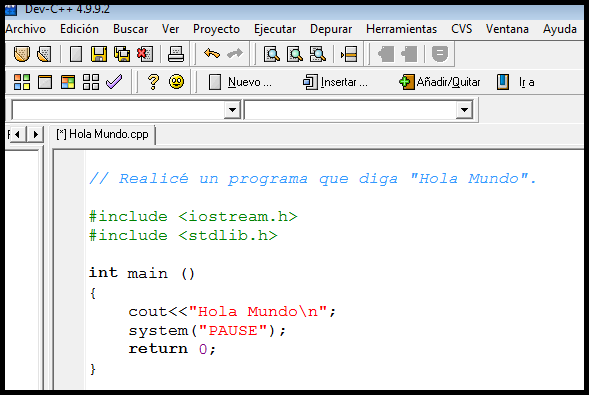 Dev-C++ 4.9.9.2
Archivo Edición Buscar Ver Proyecto Ejecutar Depurar Herramientas CVS Ventana Ayuda
Nuevo ... Insertar ... Añadir/Quitar Ir a
[*] Hola Mundo.cpp
// Realicé un programa que diga "Hola Mundo".
#include <iostream.h>
#include <stdlib.h>
int main ()
{
cout<<"Hola Mundo\n";
system("PAUSE");
return 0;
}